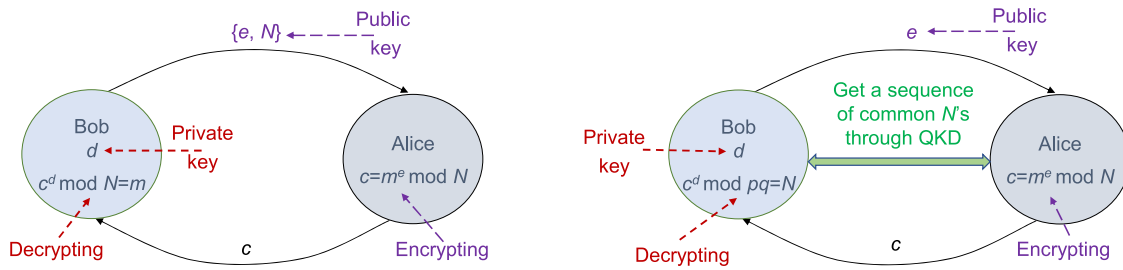 {e, N}
Public
key
Bob
d
c^d mod N=m
Private
key
Alice
c=m^e mod N
Decrypting
c
Encrypting
e
Public
key
Get a sequence
of common N's
through QKD
Private
key
Bob
d
c^d mod pq=N
Alice
c=m^e mod N
Decrypting
c
Encrypting